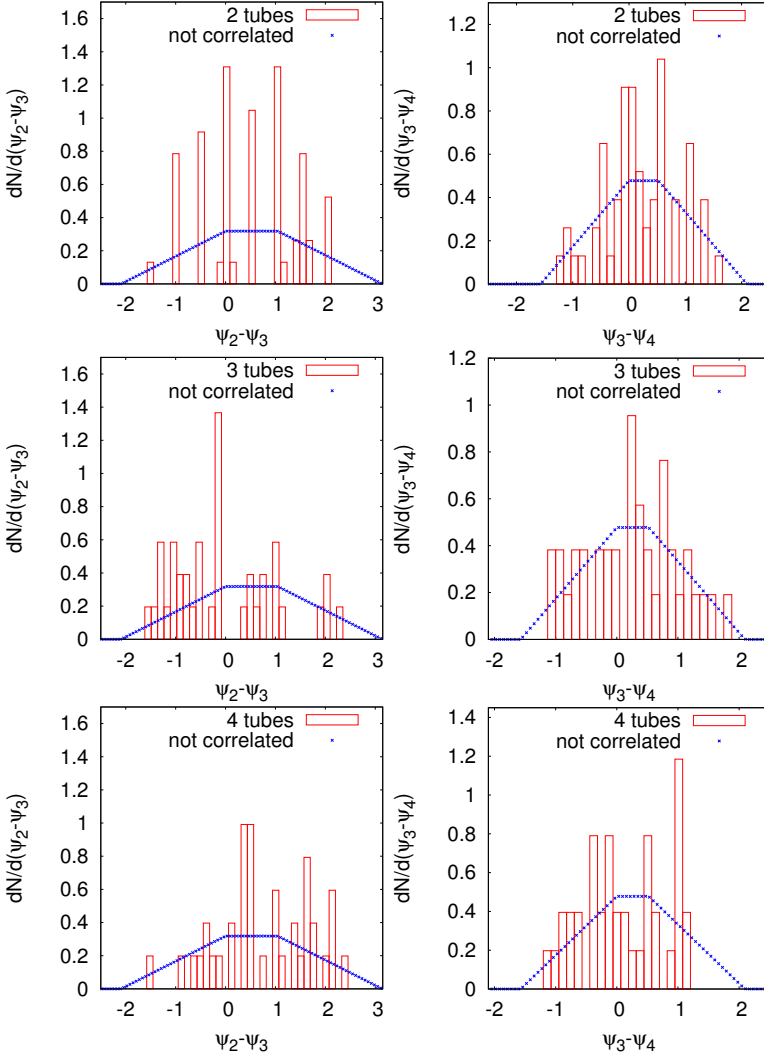 2 tubes
not correlated
dN/d(ψ2-ψ3)
1.6
1.4
1.2
1
0.8
0.6
0.4
0.2
0
-2 -1 0 1 2 3
ψ2-ψ3
2 tubes
not correlated
dN/d(ψ3-ψ4)
1.2
1
0.8
0.6
0.4
0.2
0
-2 -1 0 1 2
ψ3-ψ4
3 tubes
not correlated
dN/d(ψ2-ψ3)
1.6
1.4
1.2
1
0.8
0.6
0.4
0.2
0
-2 -1 0 1 2 3
ψ2-ψ3
3 tubes
not correlated
dN/d(ψ3-ψ4)
1.2
1
0.8
0.6
0.4
0.2
0
-2 -1 0 1 2
ψ3-ψ4
4 tubes
not correlated
dN/d(ψ2-ψ3)
1.6
1.4
1.2
1
0.8
0.6
0.4
0.2
0
-2 -1 0 1 2 3
ψ2-ψ3
4 tubes
not correlated
dN/d(ψ3-ψ4)
1.4
1.2
1
0.8
0.6
0.4
0.2
0
-2 -1 0 1 2
ψ3-ψ4